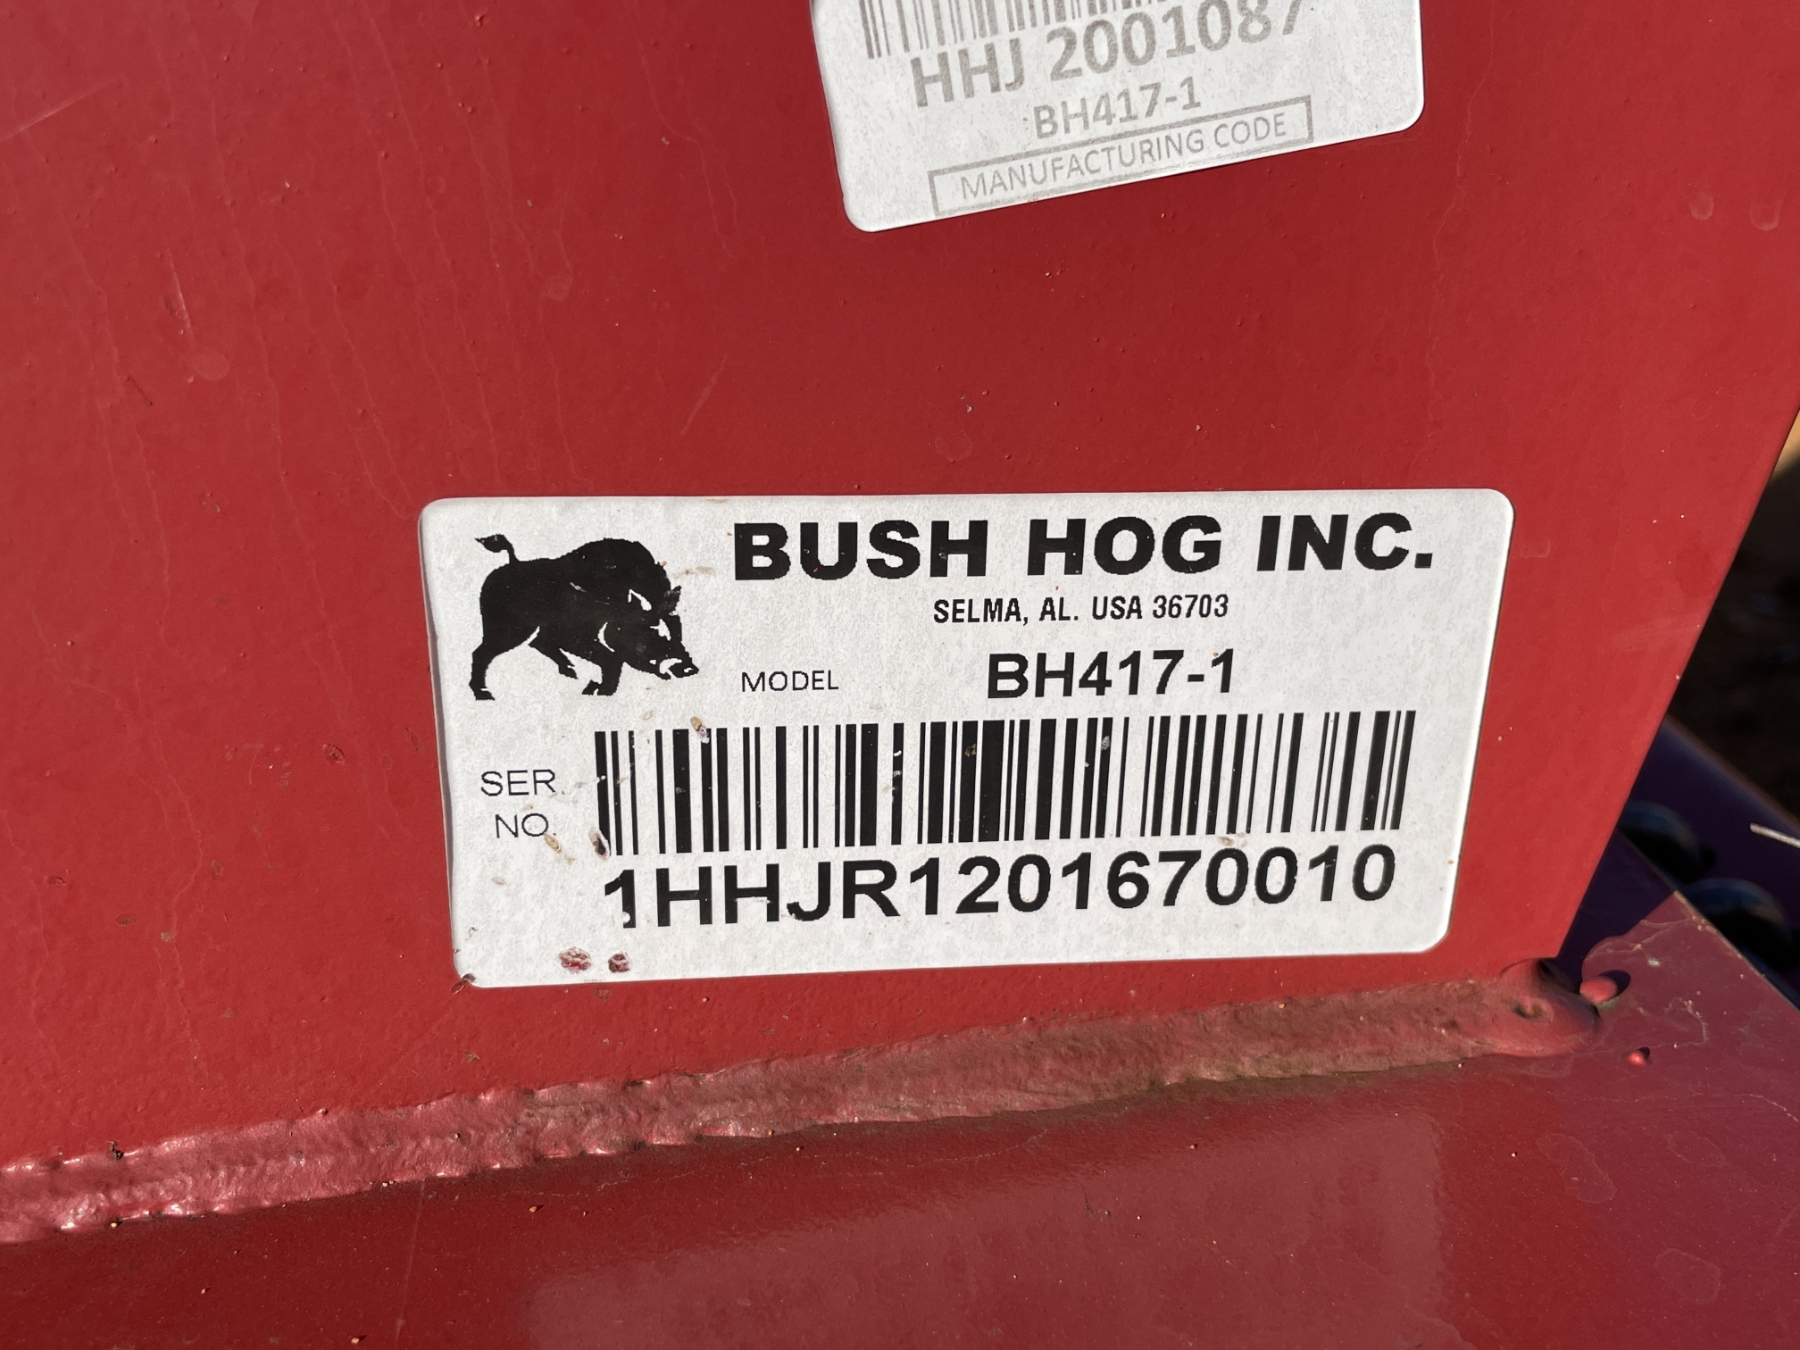 HHJ 2001087
BH417-1
MANUFACTURING CODE
BUSH HOG INC.
SELMA, AL. USA 36703
MODEL BH417-1
SER.
NO.
1HHJR1201670010